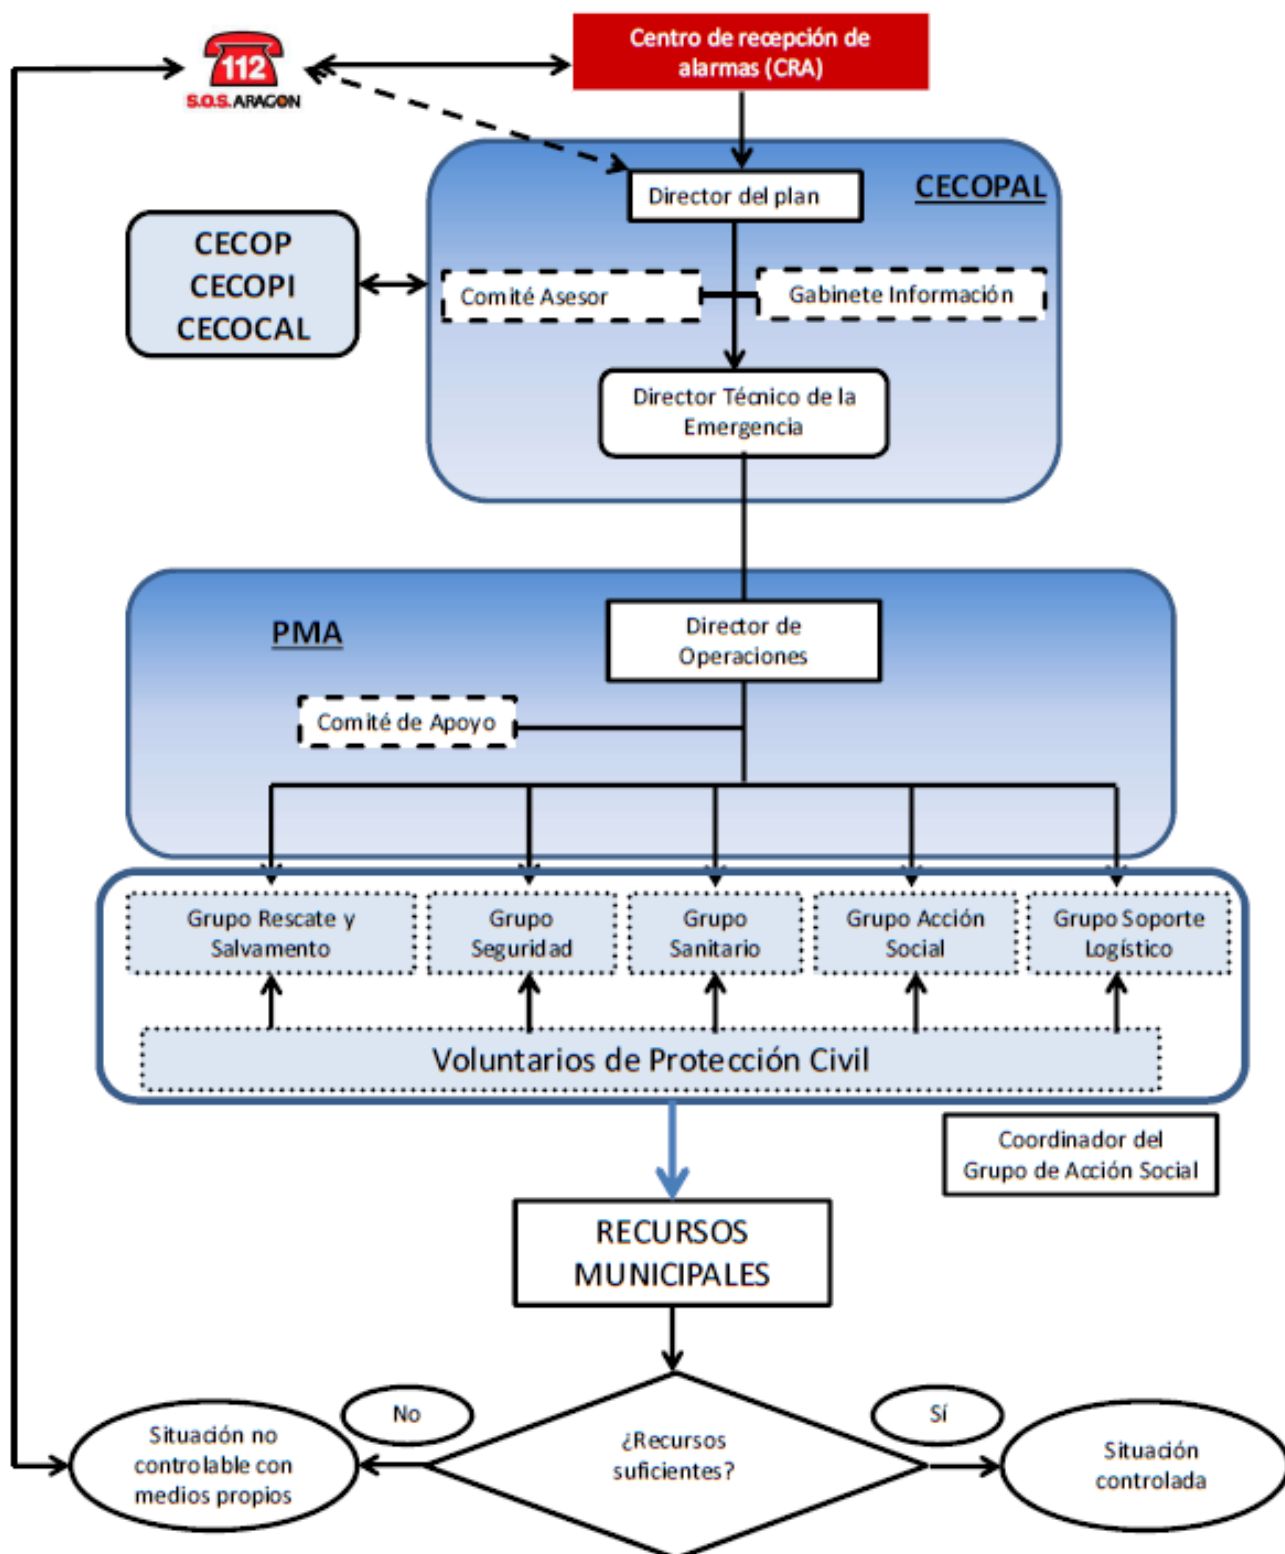 Centro de recepción de
alarmas (CRA)
112
S.O.S. ARAGON
CECOPAL
Director del plan
CECOP
CECOPI
CECOCAL
Comité Asesor
Gabinete Información
Director Técnico de la
Emergencia
PMA
Director de
Operaciones
Comité de Apoyo
Grupo Rescate y
Salvamento
Grupo
Seguridad
Grupo
Sanitario
Grupo Acción
Social
Grupo Soporte
Logístico
Voluntarios de Protección Civil
Coordinador del
Grupo de Acción Social
RECURSOS
MUNICIPALES
No
Sí
Situación no
controlable con
medios propios
¿Recursos
suficientes?
Situación
controlada